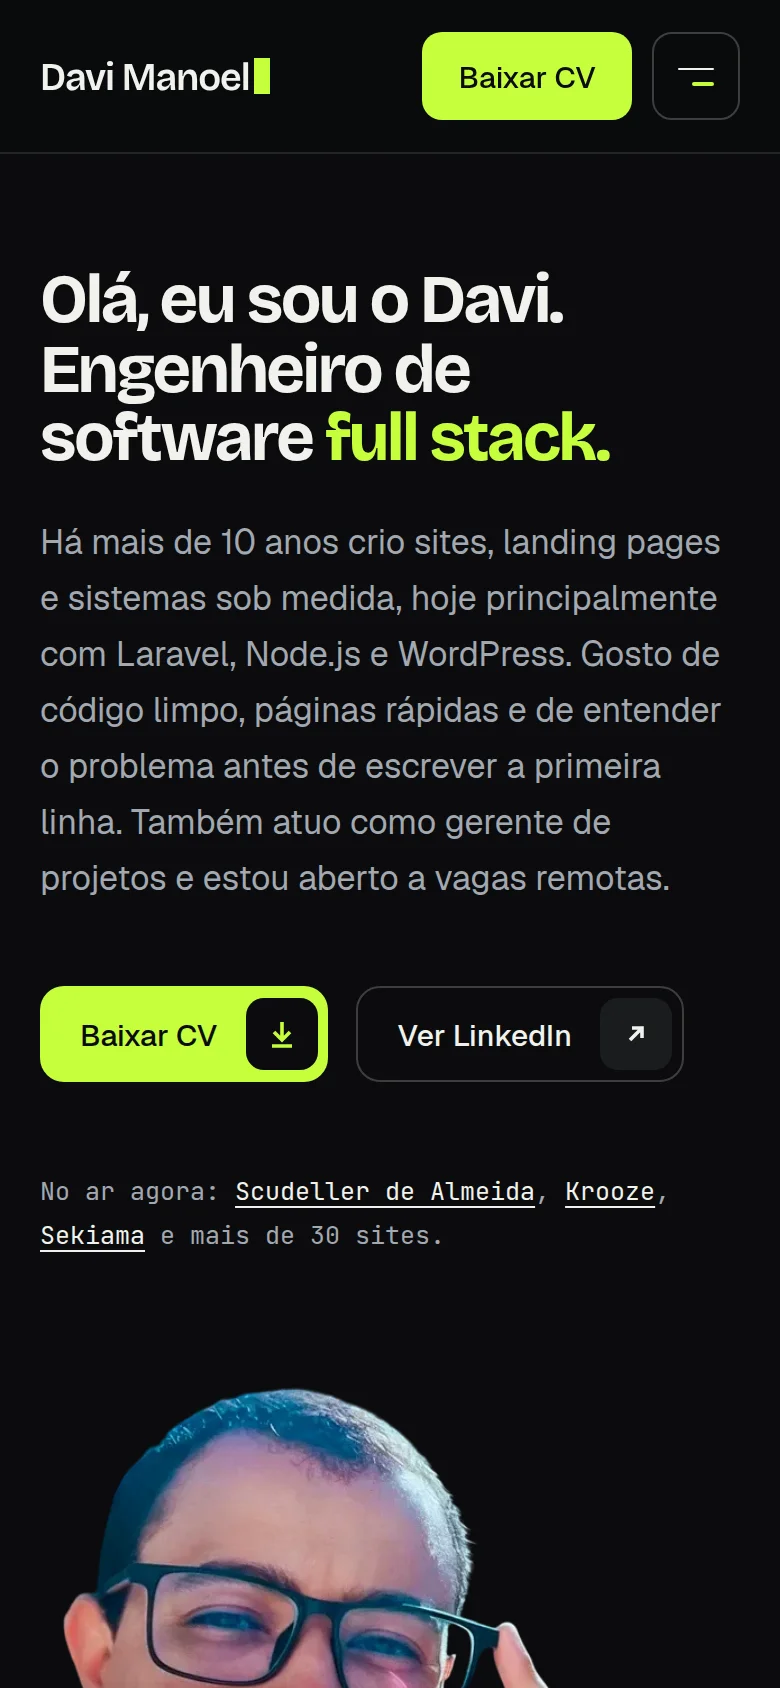 Davi Manoel
Baixar CV
Olá, eu sou o Davi.
Engenheiro de
software full stack.
Há mais de 10 anos crio sites, landing pages
e sistemas sob medida, hoje principalmente
com Laravel, Node.js e WordPress. Gosto de
código limpo, páginas rápidas e de entender
o problema antes de escrever a primeira
linha. Também atuo como gerente de
projetos e estou aberto a vagas remotas.
Baixar CV
Ver LinkedIn
No ar agora: Scudeller de Almeida, Krooze,
Sekiama e mais de 30 sites.